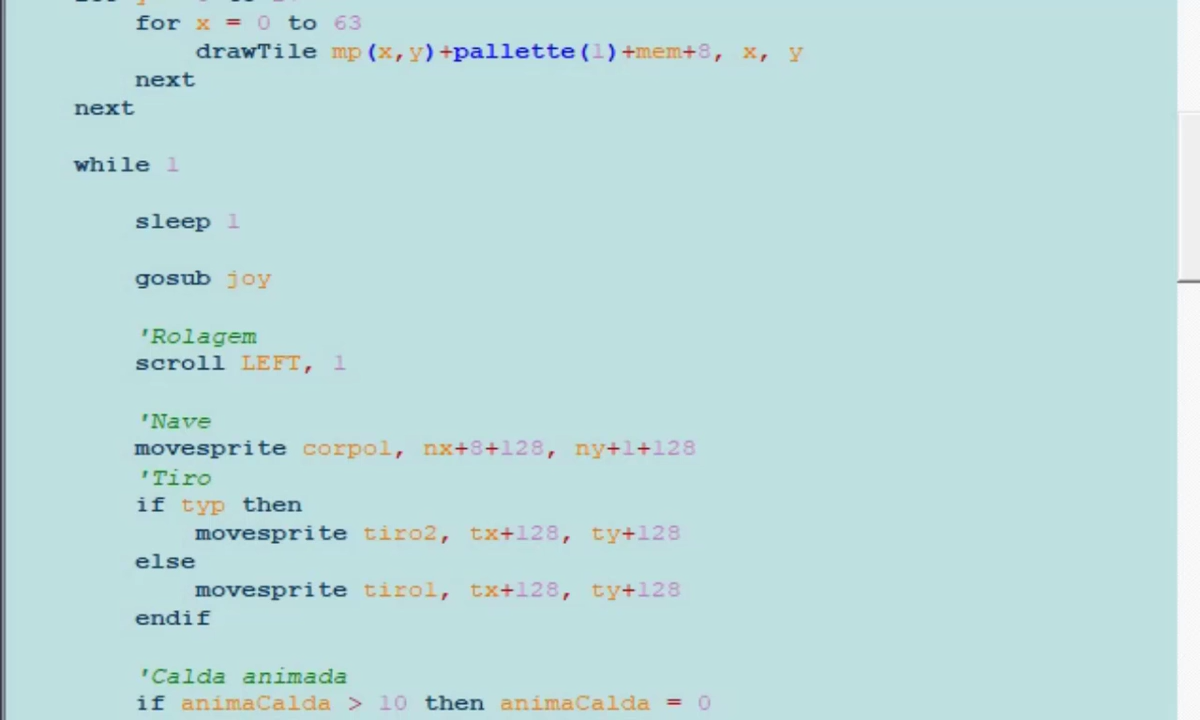 for x = 0 to 63
drawTile mp(x,y)+pallette(1)+mem+8, x, y
next
next
while 1
sleep 1
gosub joy
'Rolagem
scroll LEFT, 1
'Nave
movesprite corpo1, nx+8+128, ny+1+128
'Tiro
if typ then
movesprite tiro2, tx+128, ty+128
else
movesprite tiro1, tx+128, ty+128
endif
'Calda animada
if animaCalda > 10 then animaCalda = 0